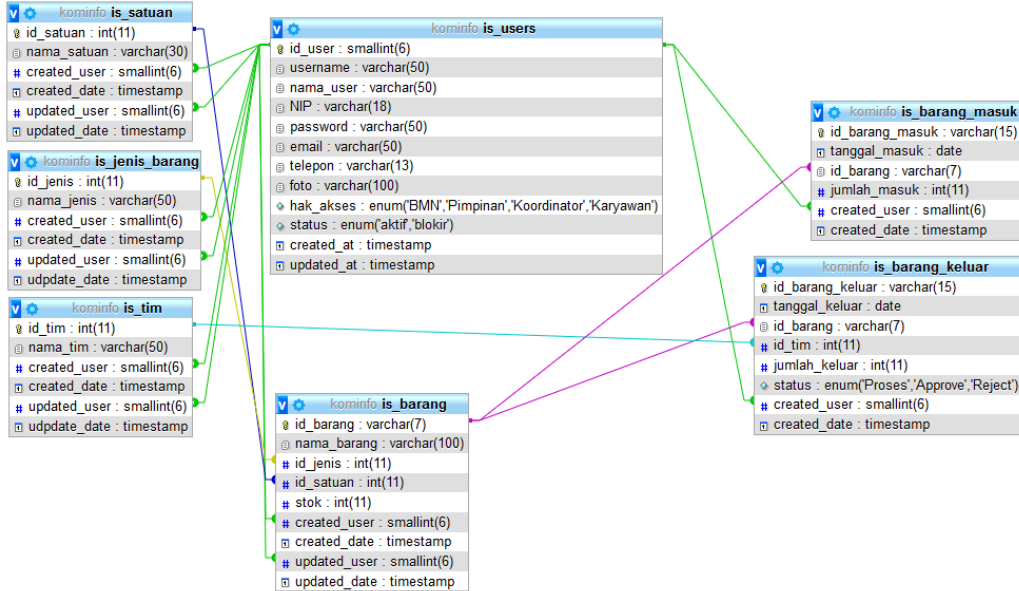 kominfo is_satuan
id_satuan : int(11)
nama_satuan : varchar(30)
created_user : smallint(6)
created_date : timestamp
updated_user : smallint(6)
updated_date : timestamp
kominfo is_jenis_barang
id_jenis : int(11)
nama_jenis : varchar(50)
created_user : smallint(6)
created_date : timestamp
updated_user : smallint(6)
udpdate_date : timestamp
kominfo is_tim
id_tim : int(11)
nama_tim : varchar(50)
created_user : smallint(6)
created_date : timestamp
updated_user : smallint(6)
udpdate_date : timestamp
kominfo is_users
id_user : smallint(6)
username : varchar(50)
nama_user : varchar(50)
NIP : varchar(18)
password : varchar(50)
email : varchar(50)
telepon : varchar(13)
foto : varchar(100)
hak_akses : enum('BMN','Pimpinan','Koordinator','Karyawan')
status : enum('aktif','blokir')
created_at : timestamp
updated_at : timestamp
kominfo is_barang
id_barang : varchar(7)
nama_barang : varchar(100)
id_jenis : int(11)
id_satuan : int(11)
stok : int(11)
created_user : smallint(6)
created_date : timestamp
updated_user : smallint(6)
updated_date : timestamp
kominfo is_barang_masuk
id_barang_masuk : varchar(15)
tanggal_masuk : date
id_barang : varchar(7)
jumlah_masuk : int(11)
created_user : smallint(6)
created_date : timestamp
kominfo is_barang_keluar
id_barang_keluar : varchar(15)
tanggal_keluar : date
id_barang : varchar(7)
id_tim : int(11)
jumlah_keluar : int(11)
status : enum('Proses','Approve','Reject')
created_user : smallint(6)
created_date : timestamp